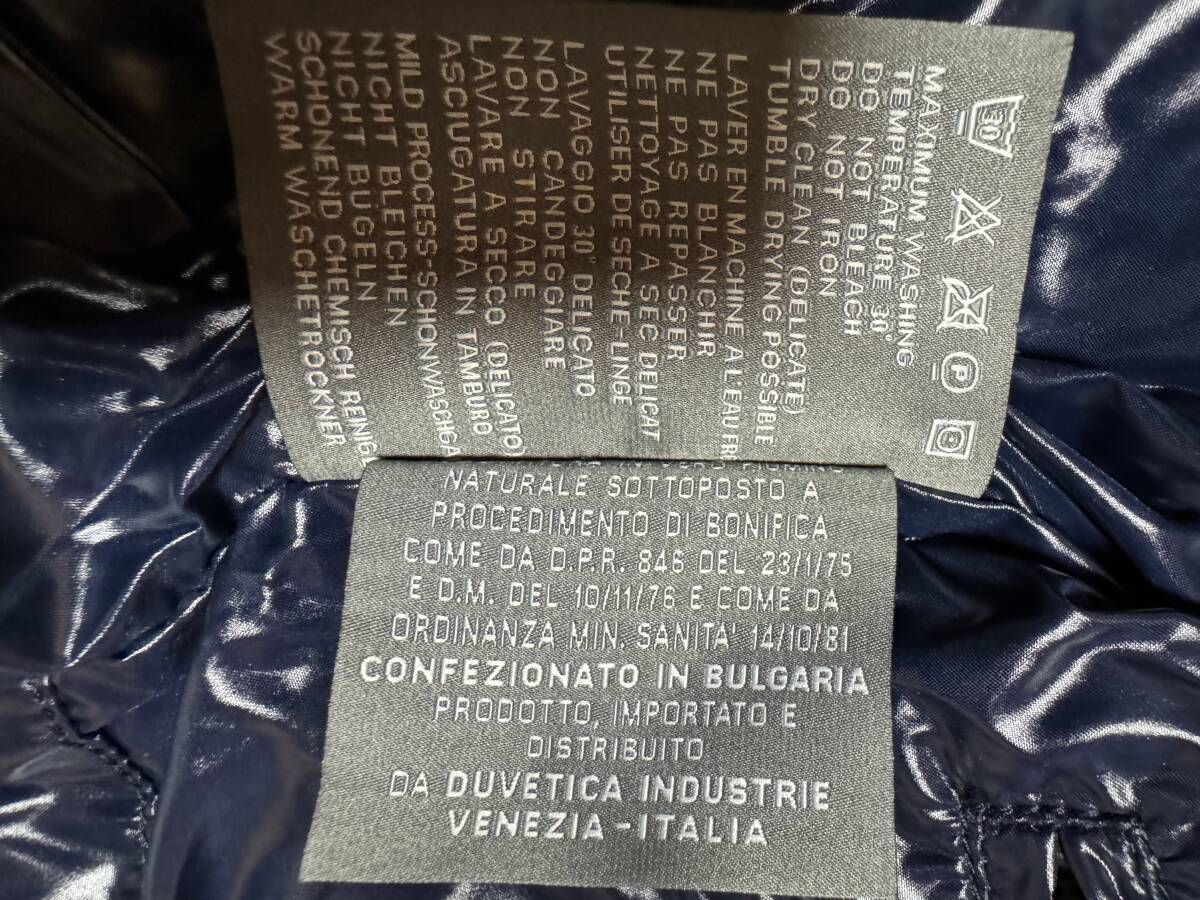 30
P
MAXIMUM WASHING
TEMPERATURE 30°
DO NOT BLEACH
DO NOT IRON
DRY CLEAN (DELICATE)
TUMBLE DRYING POSSIBLE
LAVER EN MACHINE A L'EAU FR
NE PAS BLANCHIR
NE PAS REPASSER
NETTOYAGE A SEC DELICAT
UTILISER DE SECHE-LINGE
LAVAGGIO 30° DELICATO
NON CANDEGGIARE
NON STIRARE
LAVARE A SECCO (DELICATO)
ASCIUGATURA IN TAMBURO
MILD PROCESS-SCHONWASCHGA
NICHT BLEICHEN
NICHT BÜGELN
SCHONEND CHEMISCH REINIG
WARM WASCHETROCKNER
NATURALE SOTTOPOSTO A
PROCEDIMENTO DI BONIFICA
COME DA D.P.R. 846 DEL 23/1/75
E D.M. DEL 10/11/76 E COME DA
ORDINANZA MIN. SANITA' 14/10/81
CONFEZIONATO IN BULGARIA
PRODOTTO, IMPORTATO E
DISTRIBUITO
DA DUVETICA INDUSTRIE
VENEZIA-ITALIA